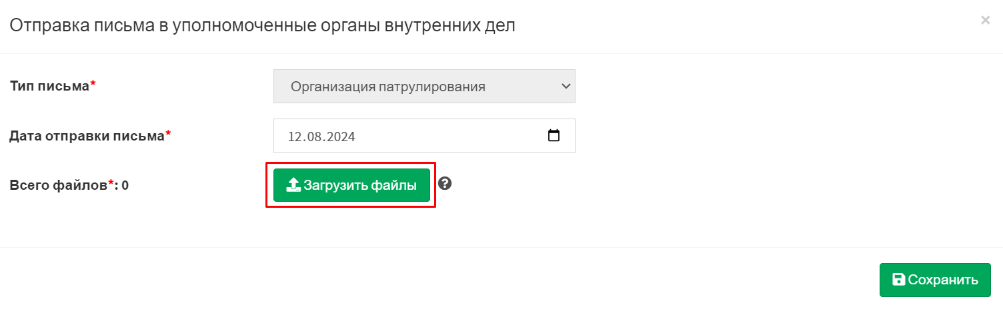 Отправка письма в уполномоченные органы внутренних дел ×
Тип письма* Организация патрулирования
Дата отправки письма* 12.08.2024
Всего файлов*: 0 Загрузить файлы ?
Сохранить